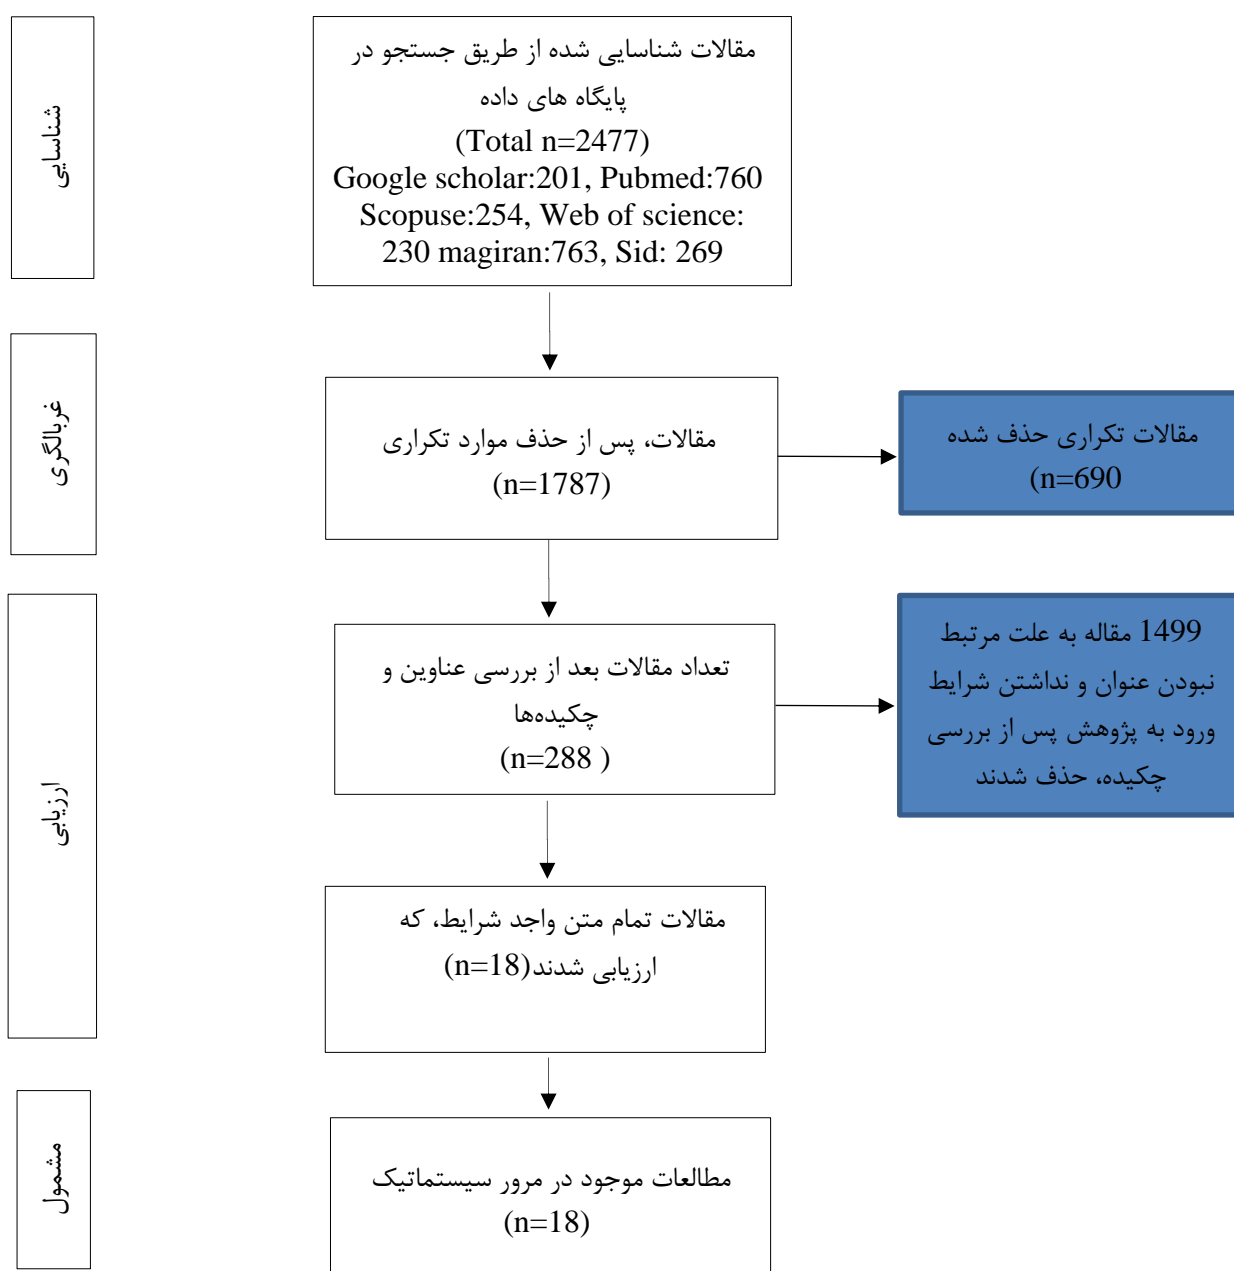 شناسایی
مقالات شناسایی شده از طریق جستجو در
پایگاه های داده
(Total n=2477)
Google scholar:201, Pubmed:760
Scopuse:254, Web of science:
230 magiran:763, Sid: 269
غربالگری
مقالات، پس از حذف موارد تکراری
(n=1787)
مقالات تکراری حذف شده
(n=690
ارزیابی
تعداد مقالات بعد از بررسی عناوین و
چکیده‌ها
(n=288 )
1499 مقاله به علت مرتبط
نبودن عنوان و نداشتن شرایط
ورود به پژوهش پس از بررسی
چکیده، حذف شدند
مقالات تمام متن واجد شرایط، که
ارزیابی شدند(n=18)
مشمول
مطالعات موجود در مرور سیستماتیک
(n=18)